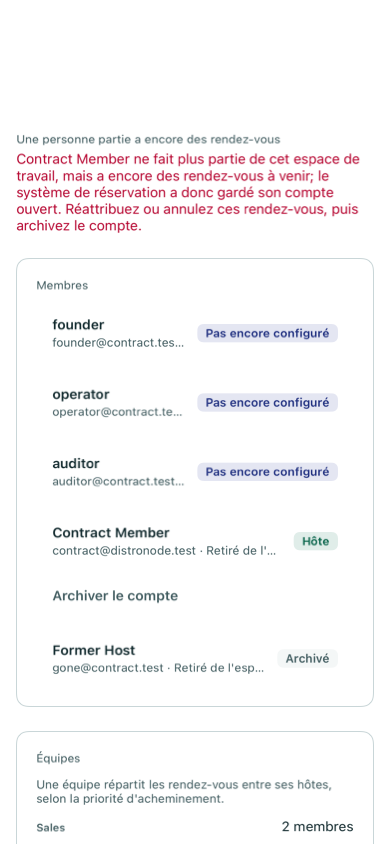 Une personne partie a encore des rendez-vous
Contract Member ne fait plus partie de cet espace de
travail, mais a encore des rendez-vous à venir; le
système de réservation a donc gardé son compte
ouvert. Réattribuez ou annulez ces rendez-vous, puis
archivez le compte.
Membres
founder
founder@contract.tes...
Pas encore configuré
operator
operator@contract.te...
Pas encore configuré
auditor
auditor@contract.test...
Pas encore configuré
Contract Member
contract@distronode.test · Retiré de l'...
Hôte
Archiver le compte
Former Host
gone@contract.test · Retiré de l'esp...
Archivé
Équipes
Une équipe répartit les rendez-vous entre ses hôtes,
selon la priorité d'acheminement.
Sales
2 membres